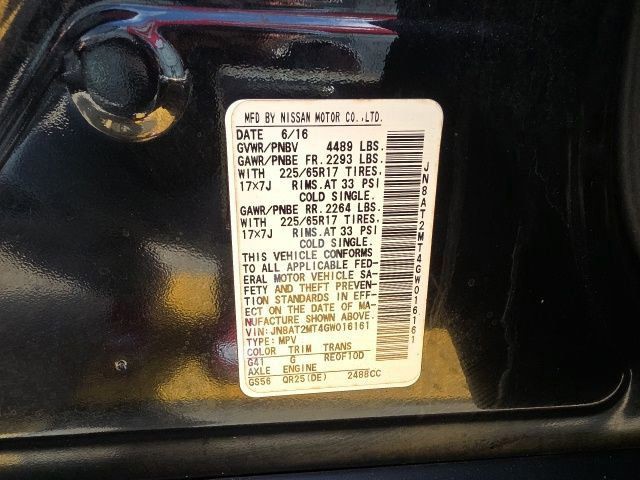 MFD BY NISSAN MOTOR CO.,LTD.
DATE 6/16
GVWR/PNBV 4489 LBS.
GAWR/PNBE FR. 2293 LBS.
WITH 225/65R17 TIRES.
17×7J RIMS.AT 33 PSI
COLD SINGLE.
GAWR/PNBE RR. 2264 LBS.
WITH 225/65R17 TIRES.
17×7J RIMS.AT 33 PSI
COLD SINGLE.
THIS VEHICLE CONFORMS
TO ALL APPLICABLE FED-
ERAL MOTOR VEHICLE SA-
FETY AND THEFT PREVEN-
TION STANDARDS IN EFF-
ECT ON THE DATE OF MA-
NUFACTURE SHOWN ABOVE.
VIN: JN8AT2MT4GW016161
TYPE: MPV
COLOR TRIM TRANS
G41 G RE0F10D
AXLE ENGINE
GS56 QR25(DE) 2488CC
JN8AT2MT4GW016161